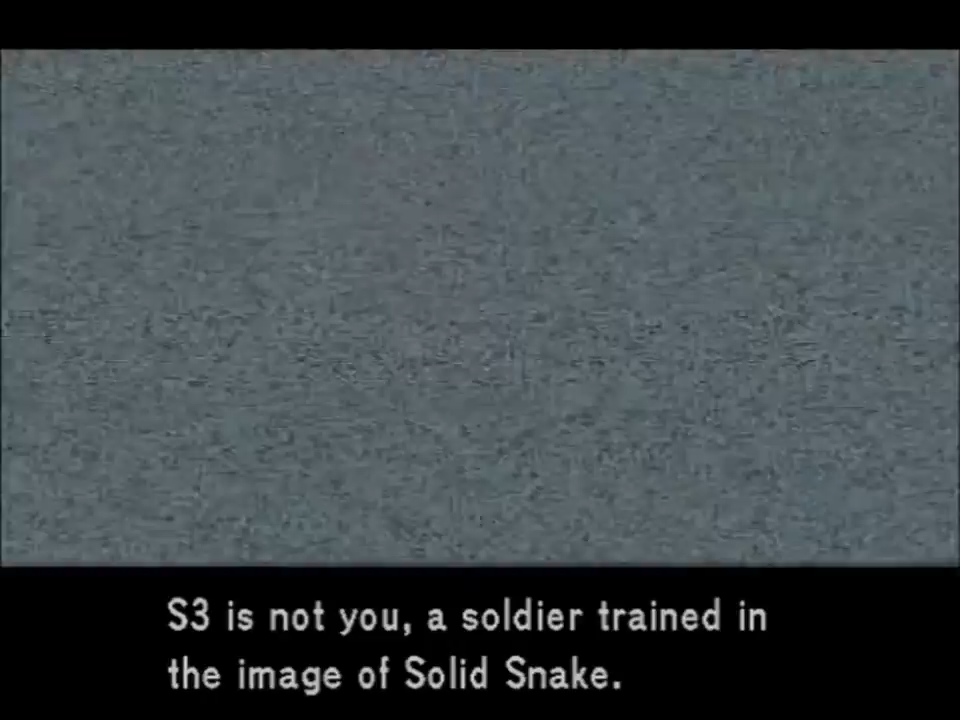 S3 is not you, a soldier trained in
the image of Solid Snake.